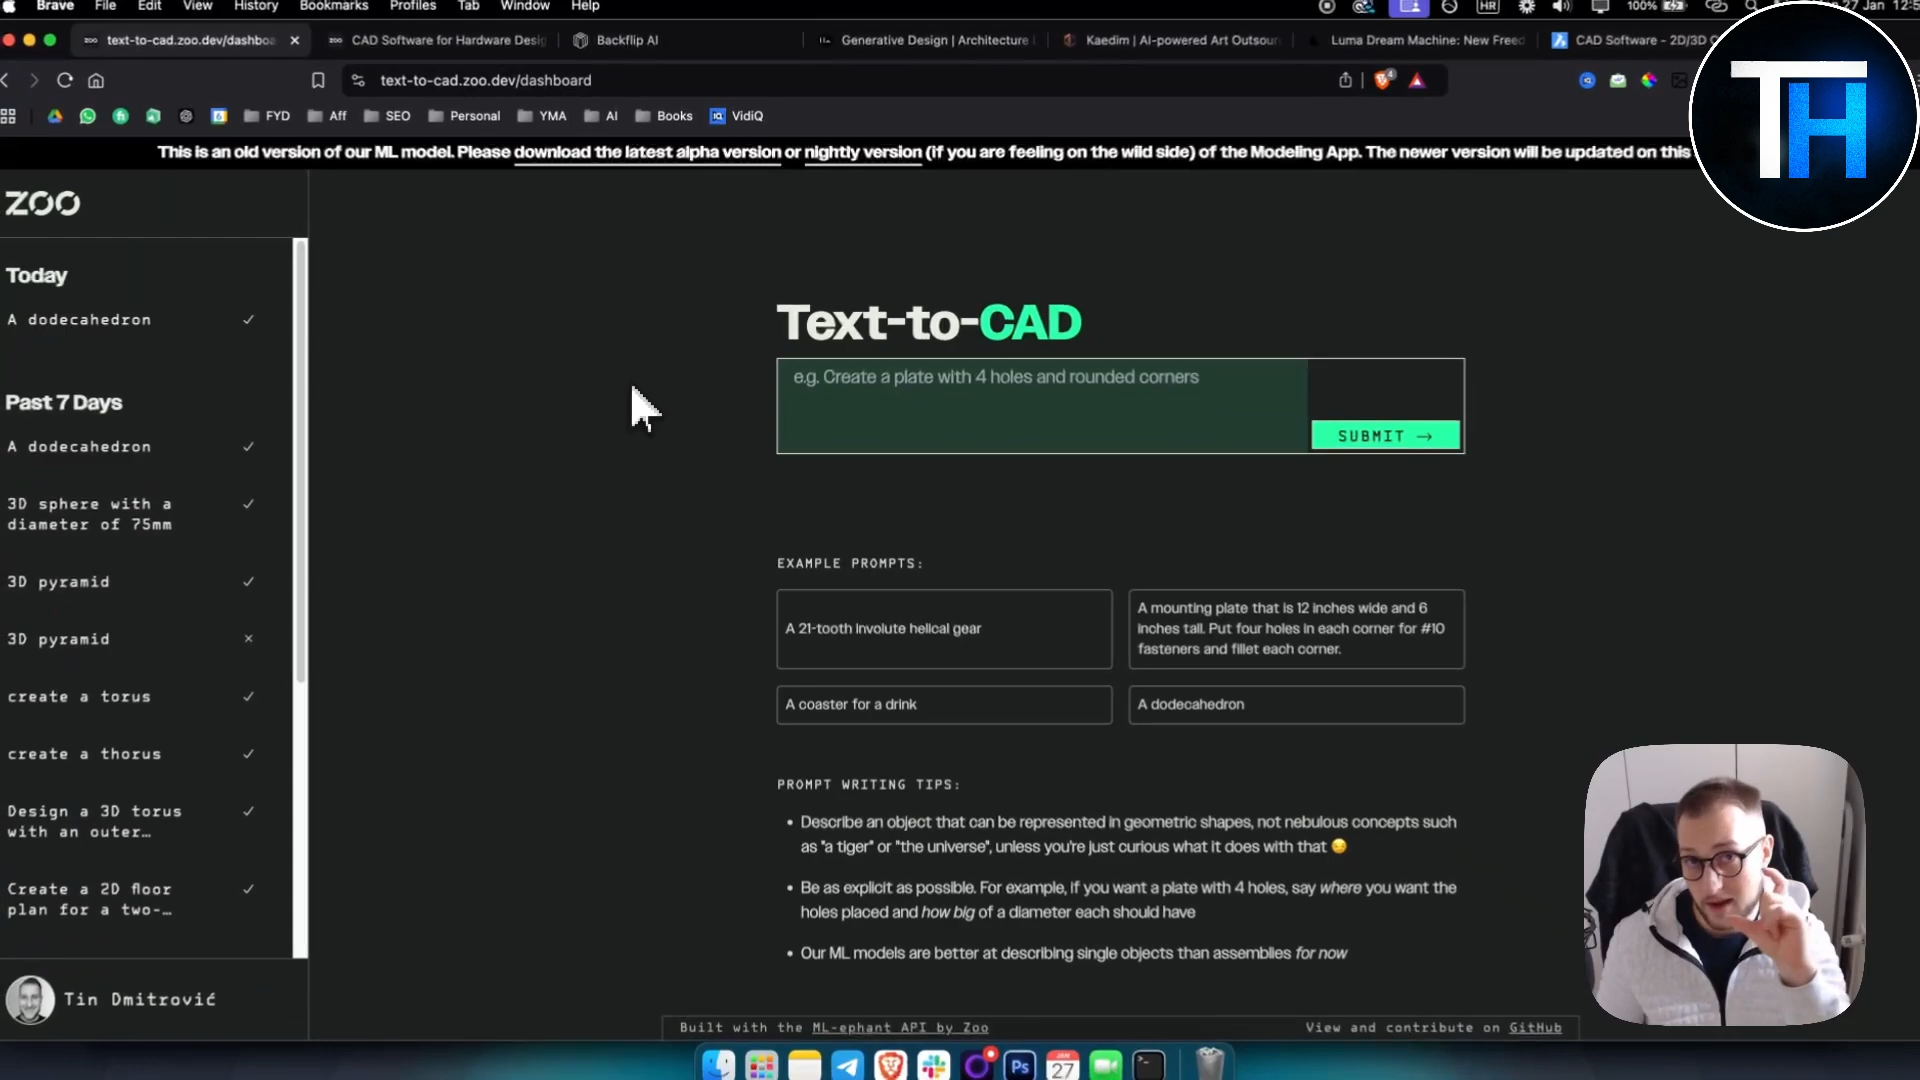 Brave File Edit View History Bookmarks Profiles Tab Window Help HR 100% 27 Jan
text-to-cad.zoo.dev/dashboa CAD Software for Hardware Desig Backflip AI Generative Design | Architecture Kaedim | AI-powered Art Outsour Luma Dream Machine: New Freed CAD Software - 2D/3D
text-to-cad.zoo.dev/dashboard
FYD Aff SEO Personal YMA AI Books VidiQ
TH
This is an old version of our ML model. Please download the latest alpha version or nightly version (if you are feeling on the wild side) of the Modeling App. The newer version will be updated on this
ZOO
Today
A dodecahedron
Past 7 Days
A dodecahedron
3D sphere with a
diameter of 75mm
3D pyramid
3D pyramid
create a torus
create a thorus
Design a 3D torus
with an outer…
Create a 2D floor
plan for a two-…
Tin Dmitrović
Text-to-CAD
e.g. Create a plate with 4 holes and rounded corners
SUBMIT →
EXAMPLE PROMPTS:
A 21-tooth involute helical gear
A mounting plate that is 12 inches wide and 6
inches tall. Put four holes in each corner for #10
fasteners and fillet each corner.
A coaster for a drink
A dodecahedron
PROMPT WRITING TIPS:
• Describe an object that can be represented in geometric shapes, not nebulous concepts such
as "a tiger" or "the universe", unless you're just curious what it does with that 😏
• Be as explicit as possible. For example, if you want a plate with 4 holes, say where you want the
holes placed and how big of a diameter each should have
• Our ML models are better at describing single objects than assemblies for now
Built with the ML-ephant API by Zoo
View and contribute on GitHub
Ps
JAN
27